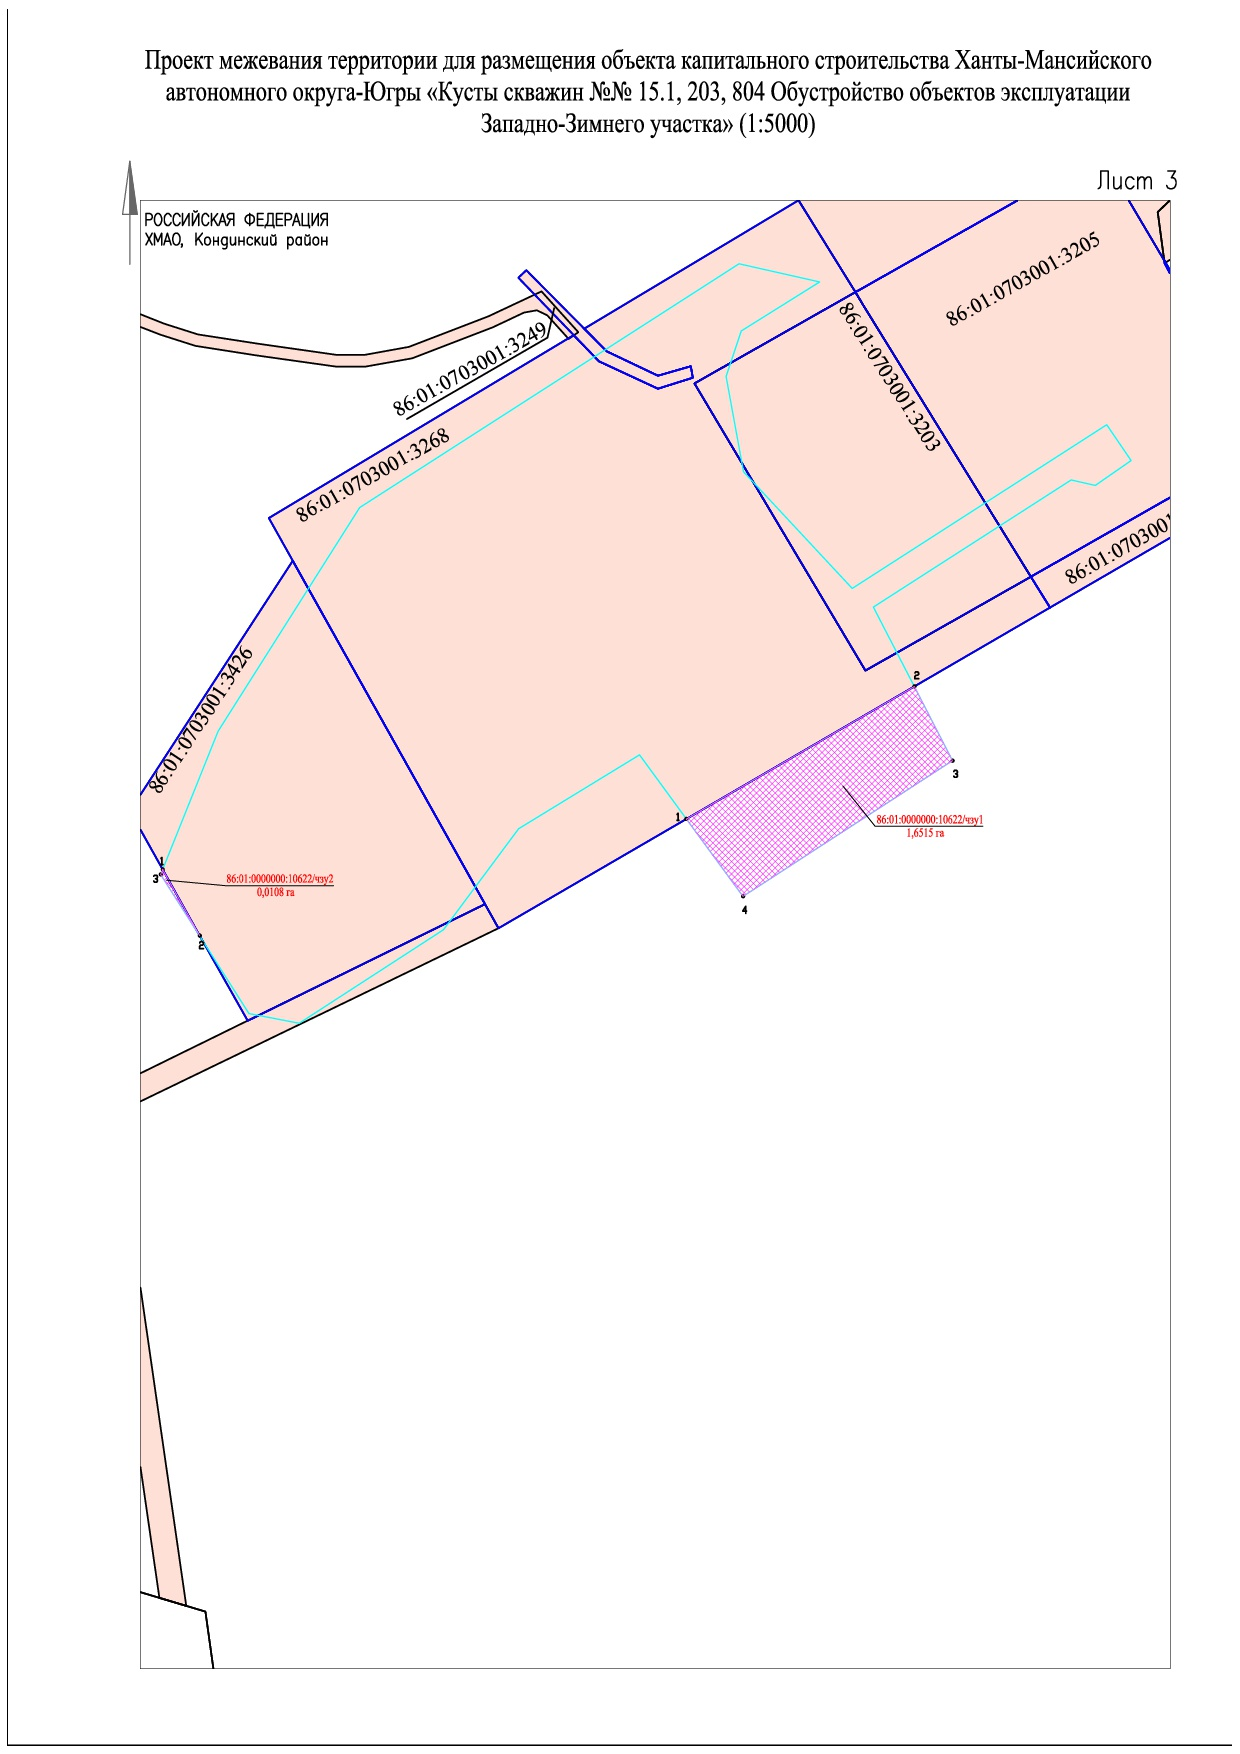 Проект межевания территории для размещения объекта капитального строительства Ханты-Мансийского
автономного округа-Югры «Кусты скважин №№ 15.1, 203, 804 Обустройство объектов эксплуатации
Западно-Зимнего участка» (1:5000)
Лист 3
РОССИЙСКАЯ ФЕДЕРАЦИЯ
ХМАО, Кондинский район
86:01:0703001:3205
86:01:0703001:3249
86:01:0703001:3203
86:01:0703001:3268
86:01:0703001
86:01:0703001:3426
2
3
1
86:01:0000000:10622/чзу1
1,6515 га
4
1
3
86:01:0000000:10622/чзу2
0,0108 га
2